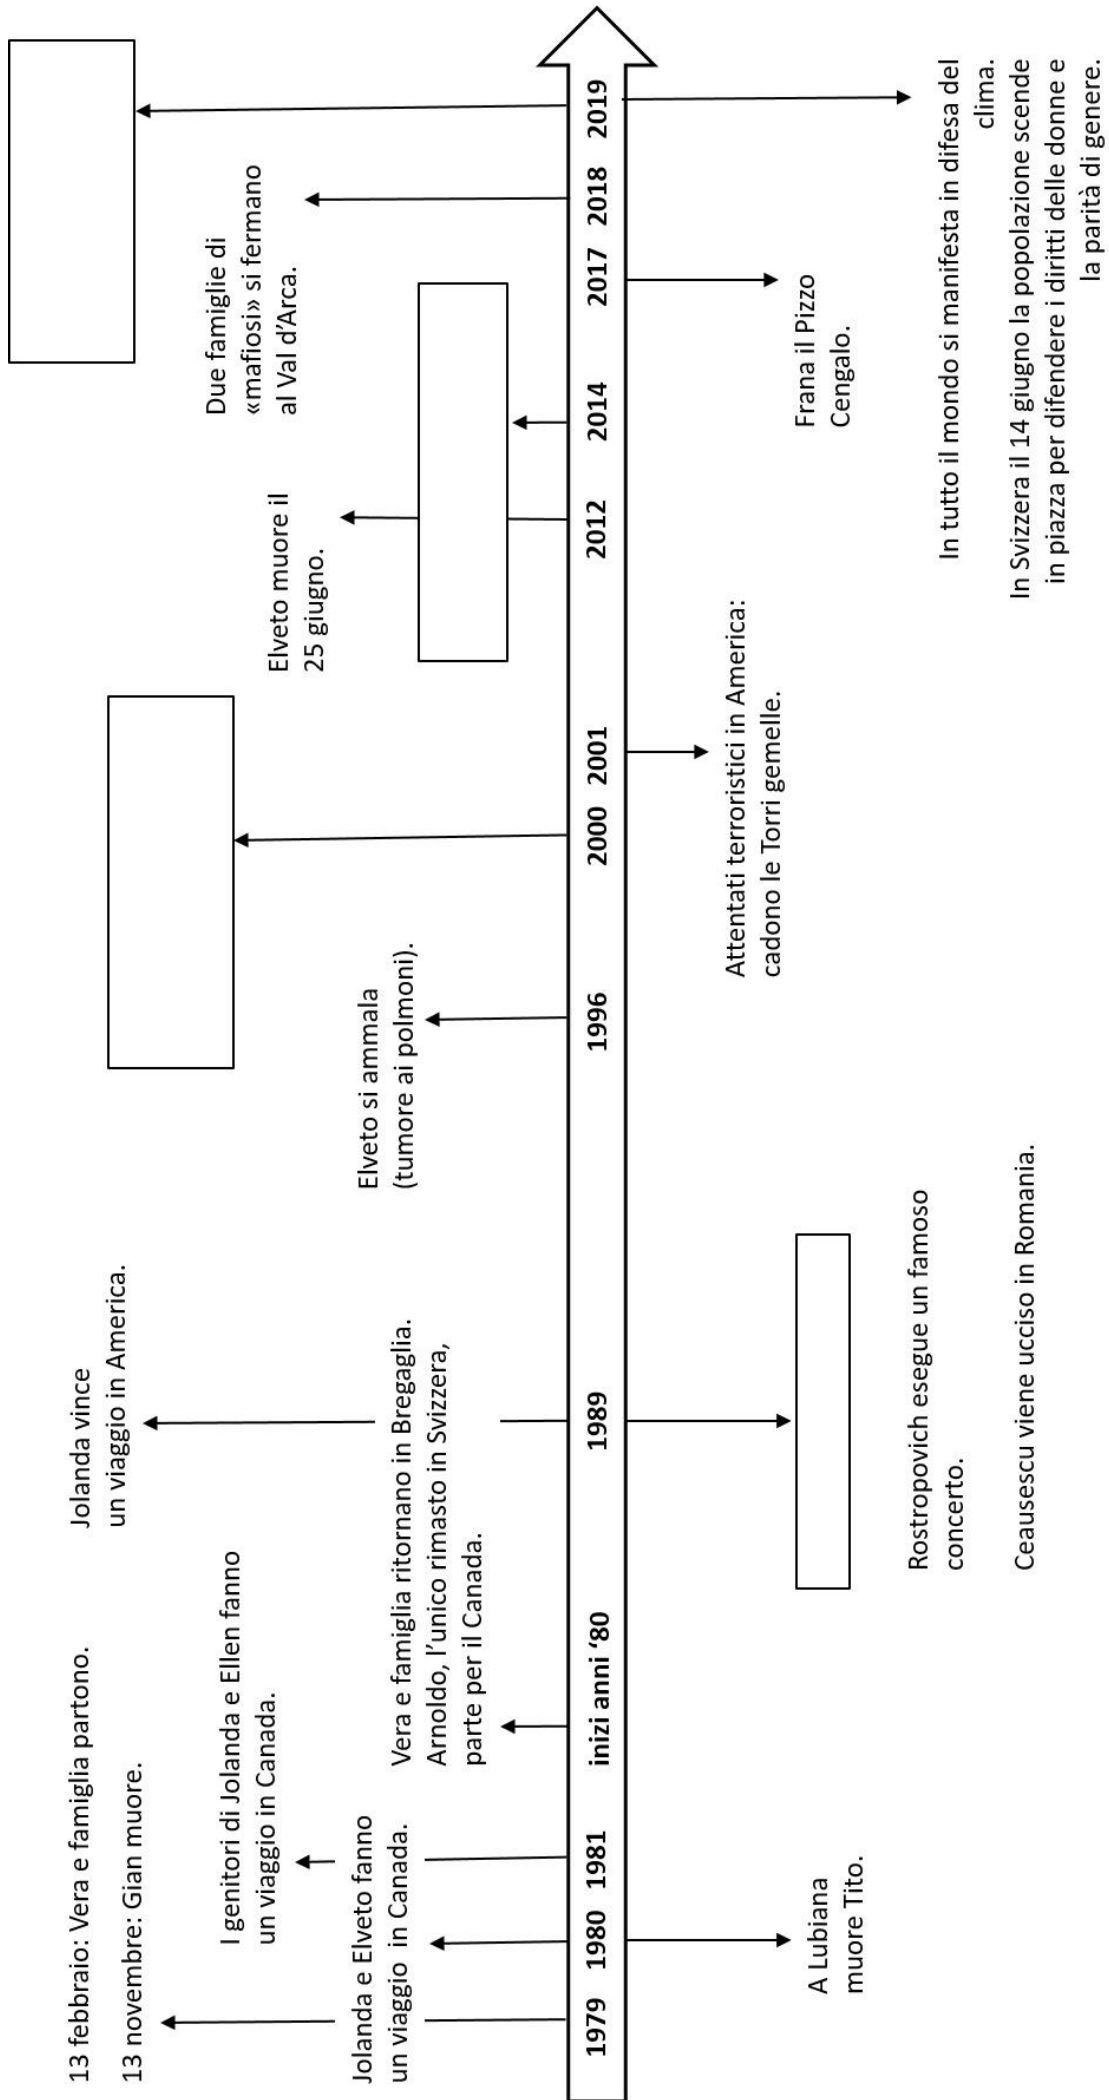 13 febbraio: Vera e famiglia partono.
13 novembre: Gian muore.
Jolanda vince
un viaggio in America.
I genitori di Jolanda e Ellen fanno
un viaggio in Canada.
Due famiglie di
«mafiosi» si fermano
al Val d’Arca.
Elveto muore il
25 giugno.
Jolanda e Elveto fanno
un viaggio in Canada.
Vera e famiglia ritornano in Bregaglia.
Arnoldo, l’unico rimasto in Svizzera,
parte per il Canada.
Elveto si ammala
(tumore ai polmoni).
1979
1980
1981
inizi anni ‘80
1989
1996
2000
2001
2012
2014
2017
2018
2019
A Lubiana
muore Tito.
Rostropovich esegue un famoso
concerto.
Ceausescu viene ucciso in Romania.
Attentati terroristici in America:
cadono le Torri gemelle.
Frana il Pizzo
Cengalo.
In tutto il mondo si manifesta in difesa del
clima.
In Svizzera il 14 giugno la popolazione scende
in piazza per difendere i diritti delle donne e
la parità di genere.